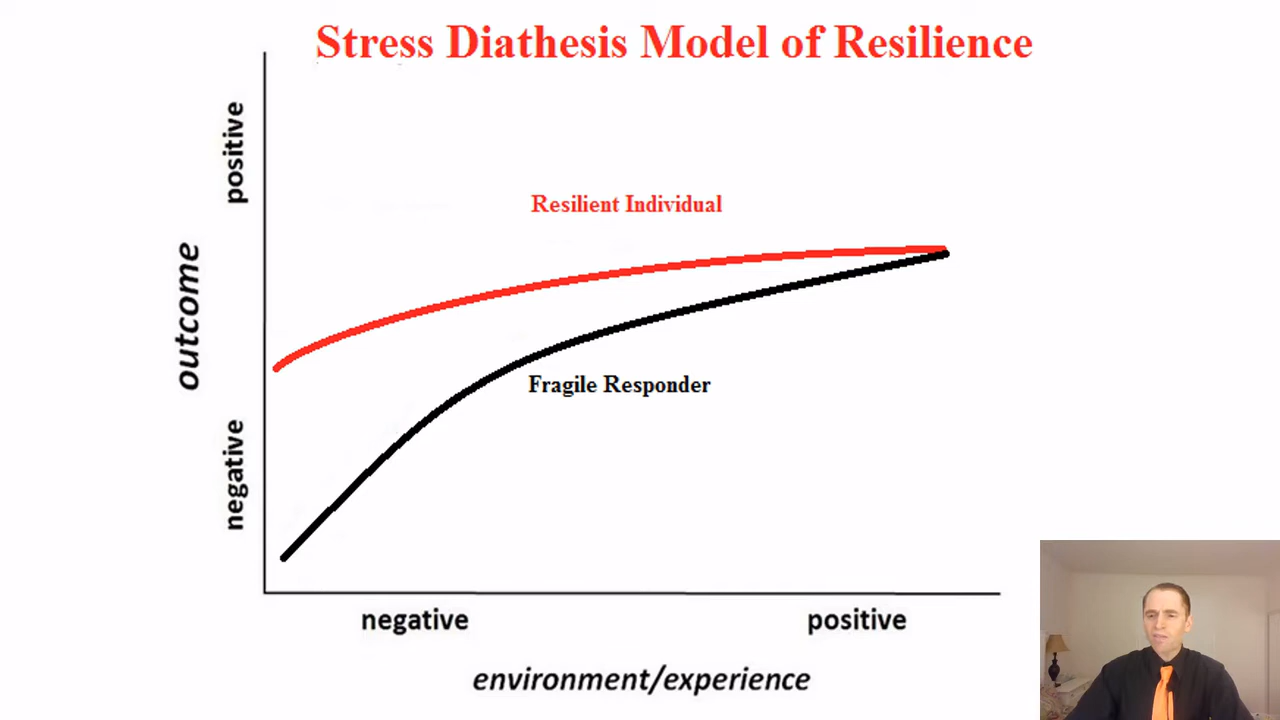 Stress Diathesis Model of Resilience
positive
Resilient Individual
outcome
Fragile Responder
negative
negative
positive
environment/experience